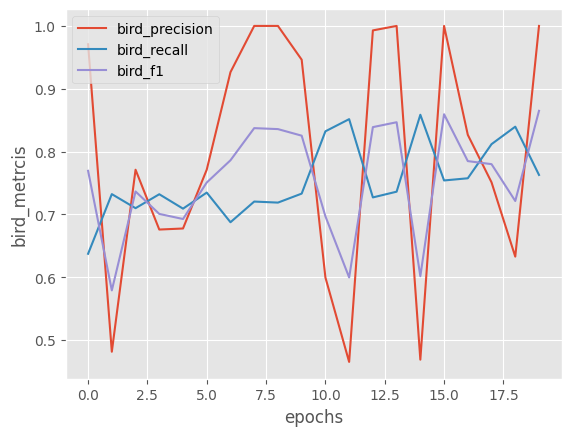 bird_precision
bird_recall
bird_f1
1.0
0.9
0.8
0.7
0.6
0.5
bird_metrcis
0.0 2.5 5.0 7.5 10.0 12.5 15.0 17.5
epochs